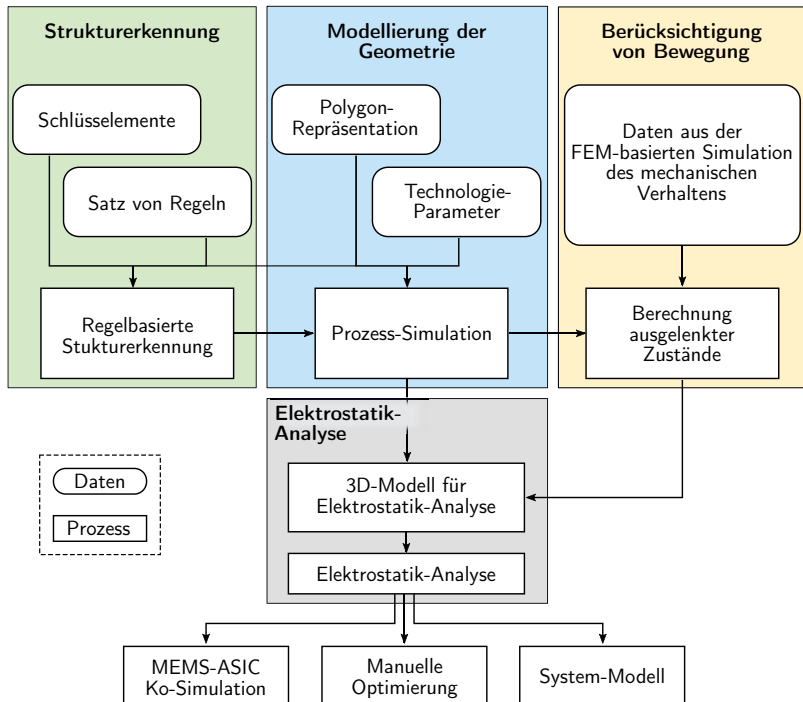 Strukturerkennung
Schlüsselemente
Satz von Regeln
Regelbasierte
Stukturerkennung
Modellierung der
Geometrie
Polygon-
Repräsentation
Technologie-
Parameter
Prozess-Simulation
Berücksichtigung
von Bewegung
Daten aus der
FEM-basierten Simulation
des mechanischen
Verhaltens
Berechnung
ausgelenkter
Zustände
Elektrostatik-
Analyse
3D-Modell für
Elektrostatik-Analyse
Elektrostatik-Analyse
Daten
Prozess
MEMS-ASIC
Ko-Simulation
Manuelle
Optimierung
System-Modell